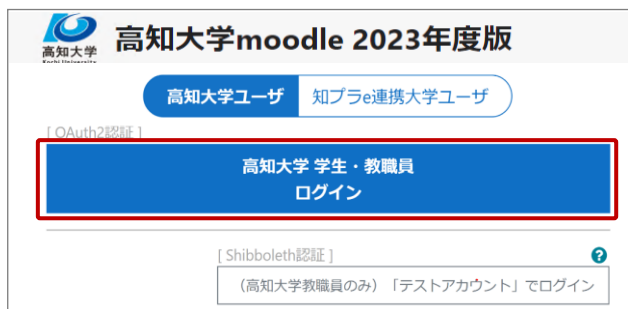 高知大学
Kochi University
高知大学moodle 2023年度版
高知大学ユーザ 知プラe連携大学ユーザ
[ OAuth2認証 ]
高知大学 学生・教職員
ログイン
[ Shibboleth認証 ] ?
(高知大学教職員のみ) 「テストアカウント」でログイン